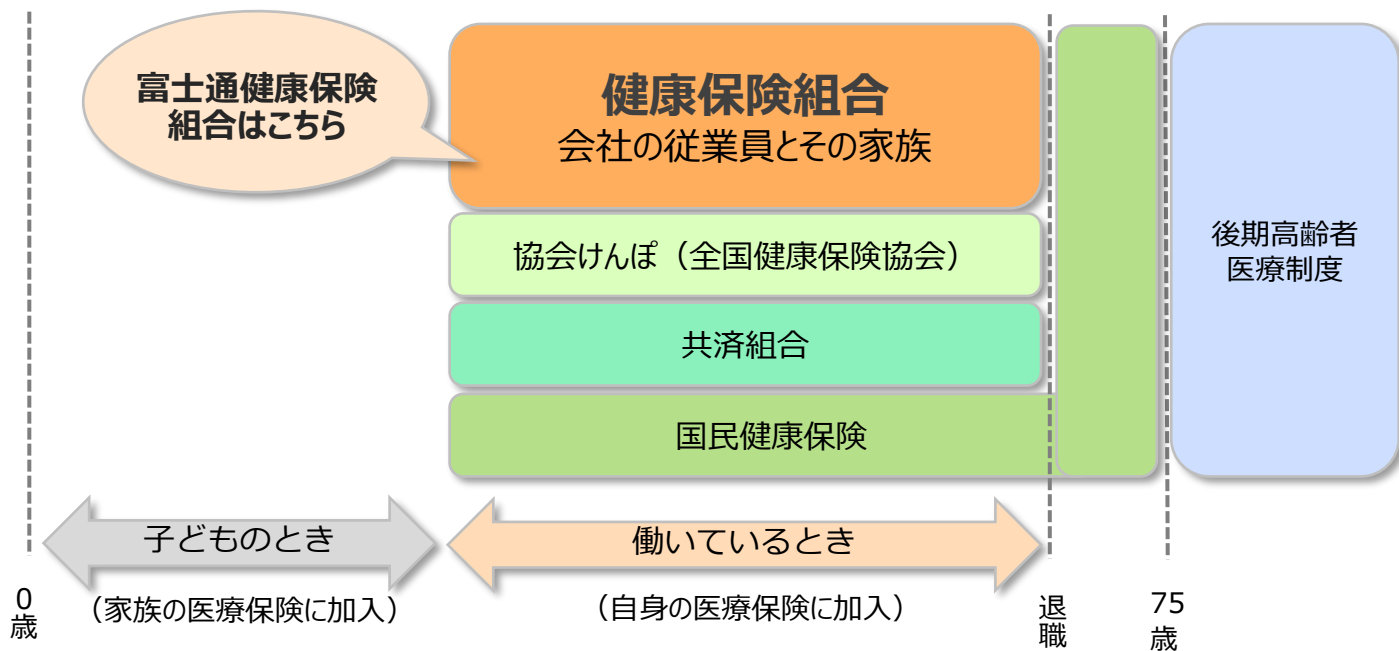 富士通健康保険
組合はこちら
健康保険組合
会社の従業員とその家族
協会けんぽ（全国健康保険協会）
共済組合
国民健康保険
後期高齢者
医療制度
子どものとき
働いているとき
0
歳
（家族の医療保険に加入）
（自身の医療保険に加入）
退
職
75
歳